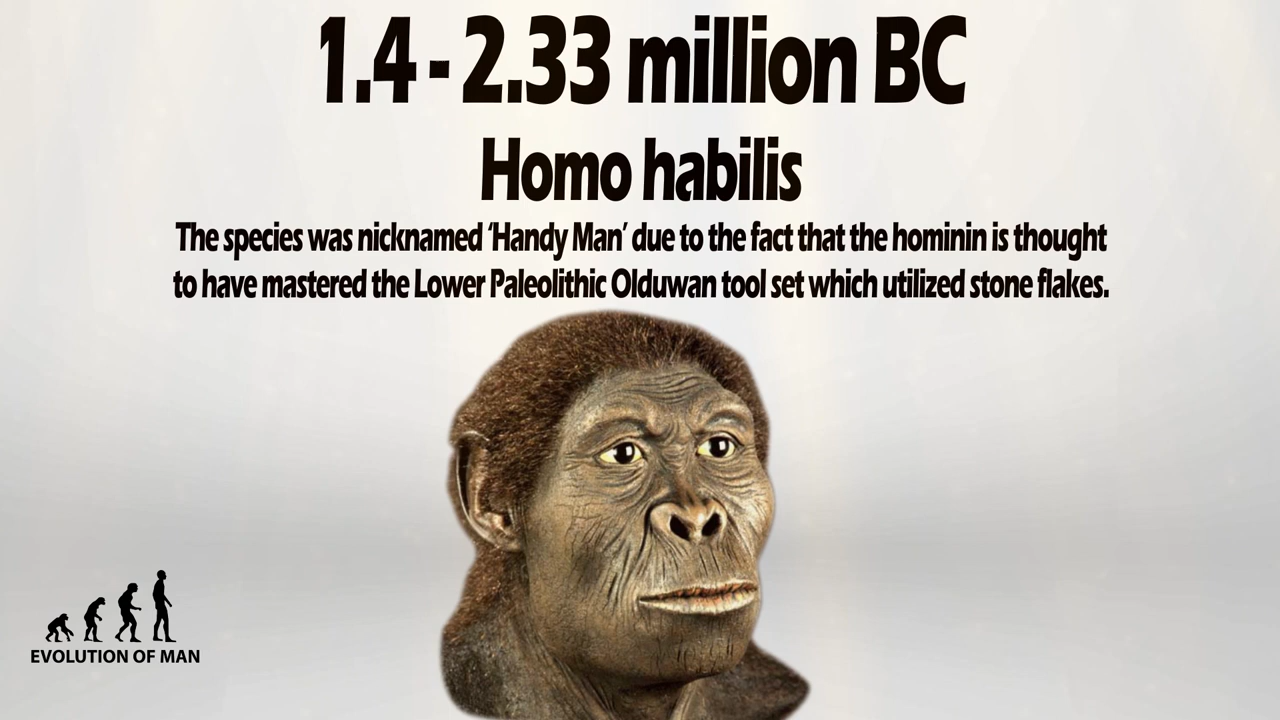 1.4 - 2.33 million BC
Homo habilis
The species was nicknamed ‘Handy Man’ due to the fact that the hominin is thought
to have mastered the Lower Paleolithic Olduwan tool set which utilized stone flakes.
EVOLUTION OF MAN